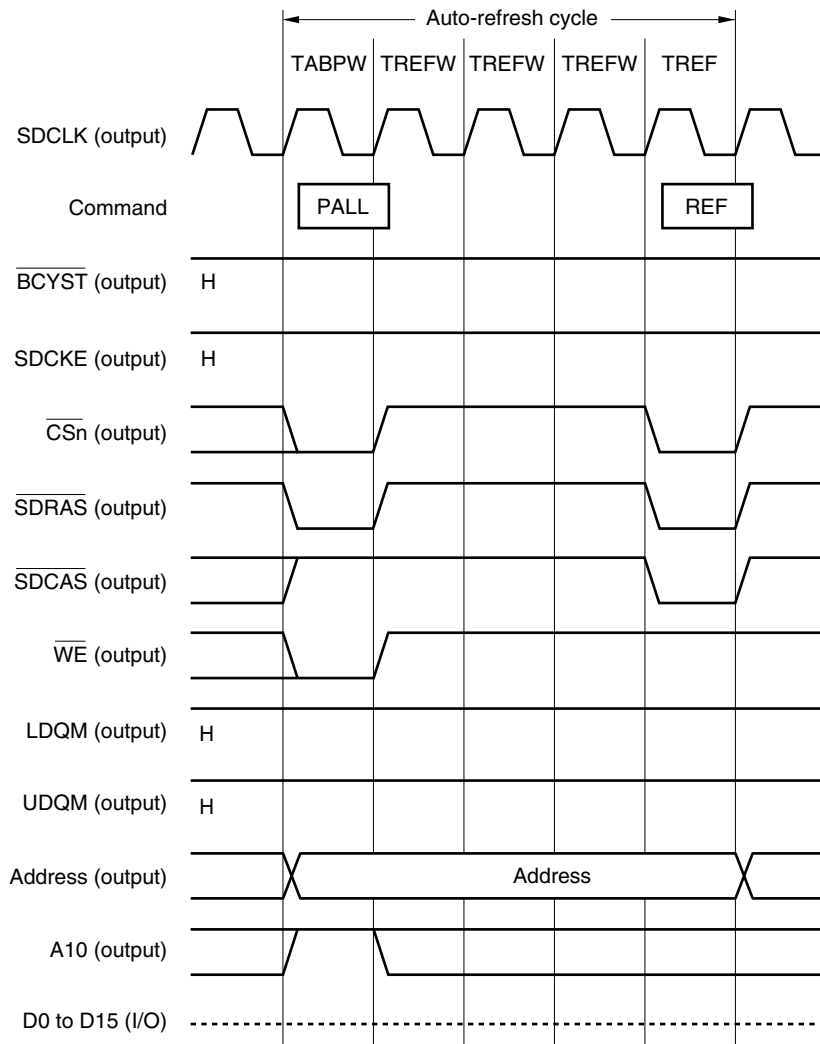 Auto-refresh cycle
TABPW TREFW TREFW TREFW TREF
SDCLK (output)
Command PALL REF
BCYST (output) H
SDCKE (output) H
CSn (output)
SDRAS (output)
SDCAS (output)
WE (output)
LDQM (output) H
UDQM (output) H
Address (output) Address
A10 (output)
D0 to D15 (I/O)